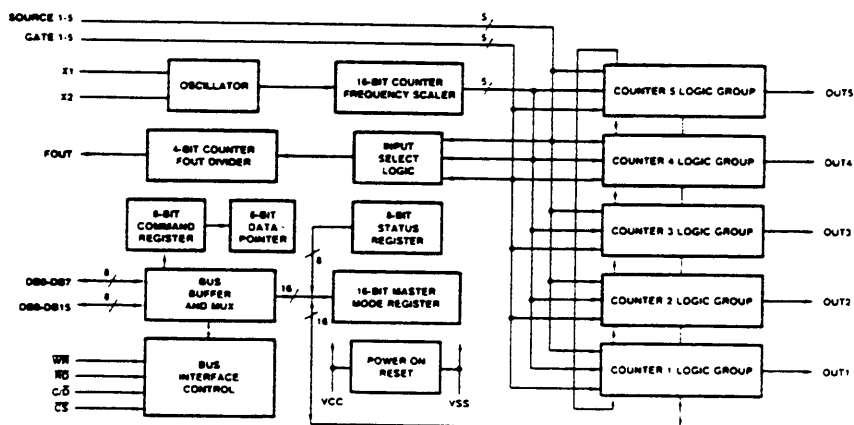 SOURCE 1-5
5
GATE 1-5
5
X1
X2
OSCILLATOR
16-BIT COUNTER
FREQUENCY SCALER
5
COUNTER 5 LOGIC GROUP
OUT5
FOUT
4-BIT COUNTER
FOUT DIVIDER
INPUT
SELECT
LOGIC
COUNTER 4 LOGIC GROUP
OUT4
8-BIT
COMMAND
REGISTER
6-BIT
DATA
POINTER
8-BIT
STATUS
REGISTER
8
COUNTER 3 LOGIC GROUP
OUT3
DB0-DB7
8
DB8-DB15
8
BUS
BUFFER
AND MUX
16
16-BIT MASTER
MODE REGISTER
16
COUNTER 2 LOGIC GROUP
OUT2
WR
RD
C/D
CS
BUS
INTERFACE
CONTROL
POWER ON
RESET
VCC
VSS
COUNTER 1 LOGIC GROUP
OUT1